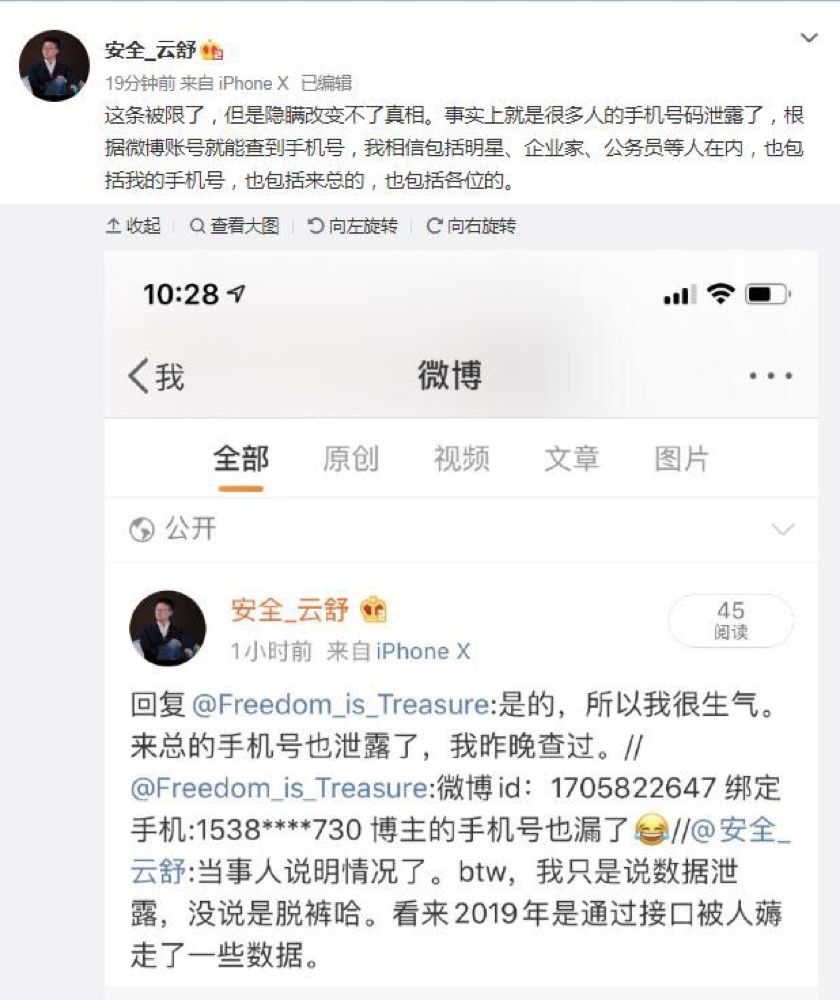 安全_云舒
19分钟前 来自 iPhone X 已编辑
这条被限了，但是隐瞒改变不了真相。事实上就是很多人的手机号码泄露了，根
据微博账号就能查到手机号，我相信包括明星、企业家、公务员等人在内，也包
括我的手机号，也包括来总的，也包括各位的。
收起 查看大图 向左旋转 向右旋转
10:28
我 微博 ···
全部 原创 视频 文章 图片
公开
安全_云舒
45
阅读
1小时前 来自 iPhone X
回复 @Freedom_is_Treasure:是的，所以我很生气。
来总的手机号也泄露了，我昨晚查过。//
@Freedom_is_Treasure:微博id：1705822647 绑定
手机:1538****730 博主的手机号也漏了😂//@安全_
云舒:当事人说明情况了。btw，我只是说数据泄
露，没说是脱裤哈。看来2019年是通过接口被人薅
走了一些数据。